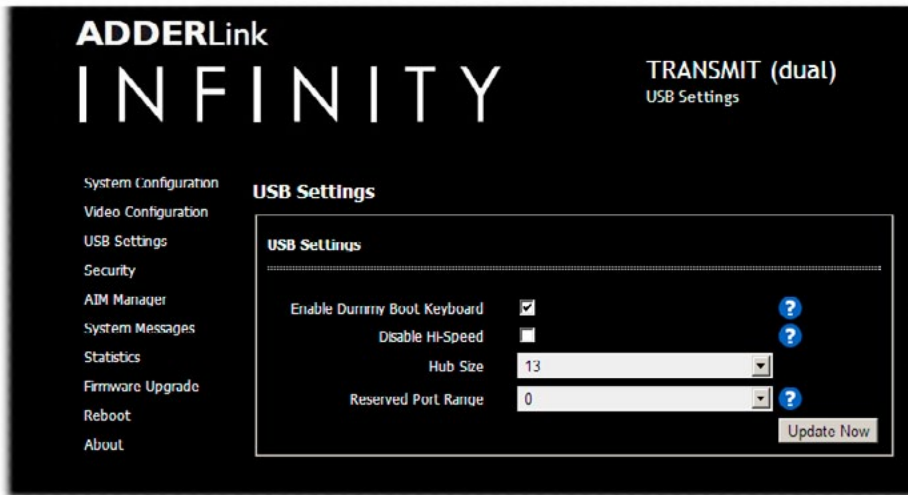 ADDERLink
INFINITY
TRANSMIT (dual)
USB Settings
System Configuration
Video Configuration
USB Settings
Security
AIM Manager
System Messages
Statistics
Firmware Upgrade
Reboot
About
USB Settings
USB Settings
Enable Dummy Boot Keyboard
?
Disable Hi-Speed
?
Hub Size 13
Reserved Port Range 0
?
Update Now